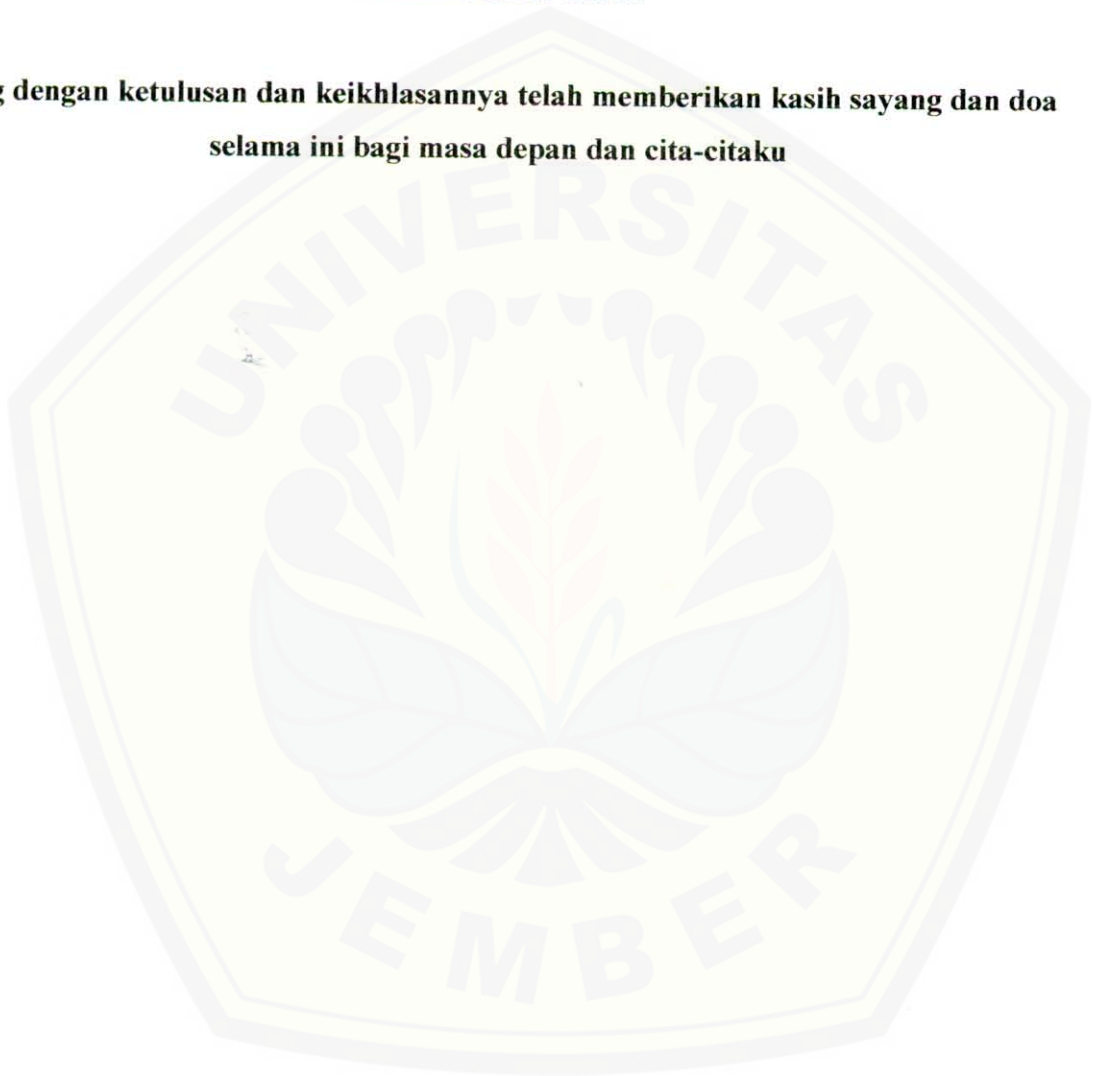 dengan ketulusan dan keikhlasannya telah memberikan kasih sayang dan doa
selama ini bagi masa depan dan cita-citaku
UNIVERSITAS
JEMBER